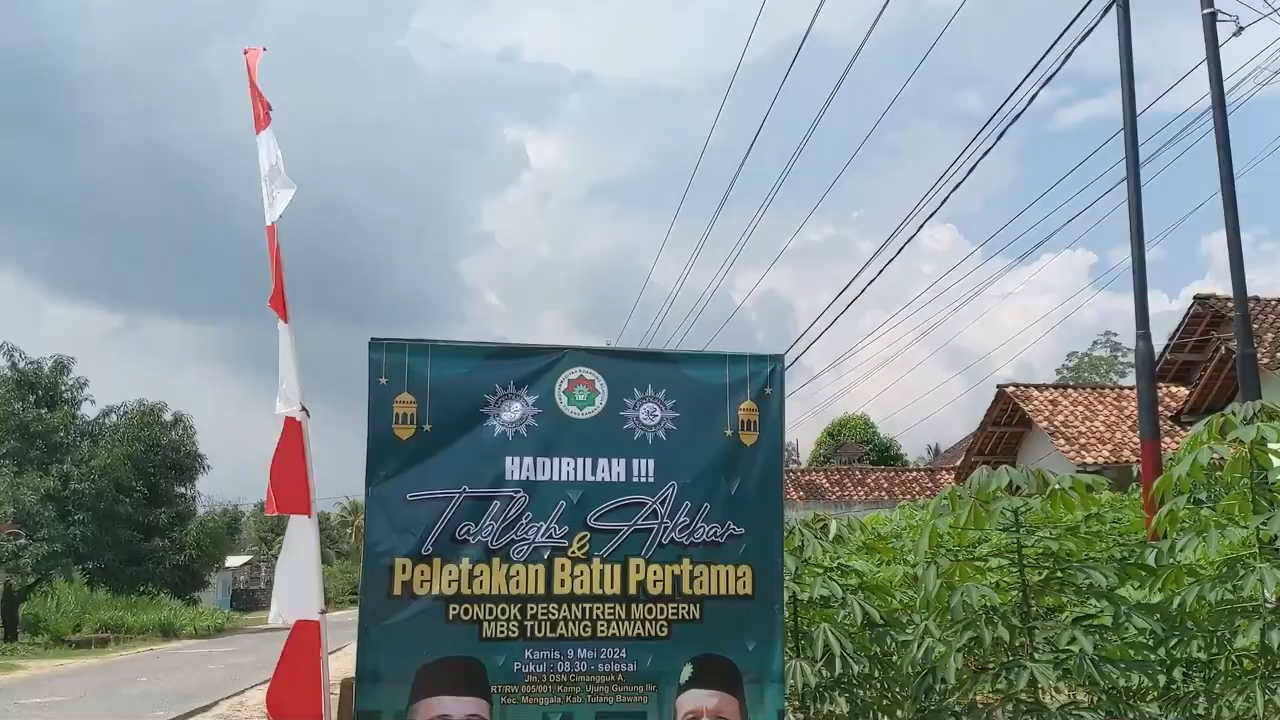 HADIRILAH !!!
Tabligh Akbar
&
Peletakan Batu Pertama
PONDOK PESANTREN MODERN
MBS TULANG BAWANG
Kamis, 9 Mei 2024
Pukul : 08.30 - selesai
Jln. 3 DSN Cimangguk A,
RT/RW 005/001, Kamp. Ujung Gunung Ilir,
Kec. Menggala, Kab. Tulang Bawang